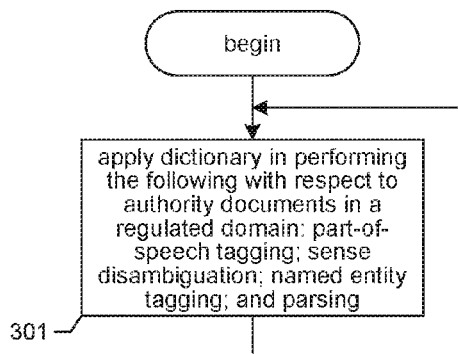 begin
apply dictionary in performing
the following with respect to
authority documents in a
regulated domain: part-of-
speech tagging; sense
disambiguation; named entity
tagging; and parsing
301